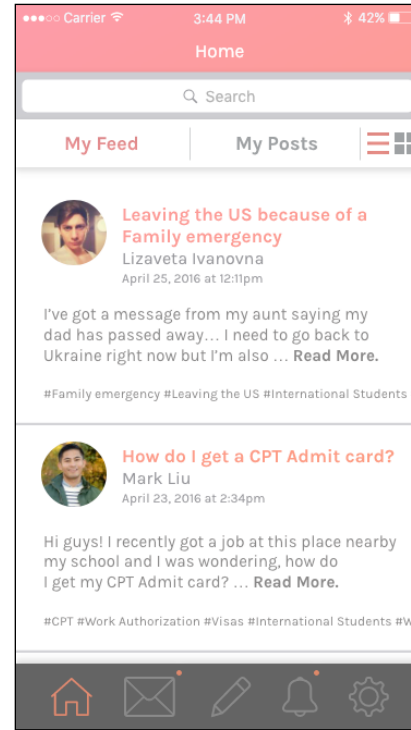 Carrier 3:44 PM 42%
Home
Search
My Feed My Posts
Leaving the US because of a
Family emergency
Lizaveta Ivanovna
April 25, 2016 at 12:11pm
I've got a message from my aunt saying my
dad has passed away... I need to go back to
Ukraine right now but I'm also ... Read More.
#Family emergency #Leaving the US #International Students
How do I get a CPT Admit card?
Mark Liu
April 23, 2016 at 2:34pm
Hi guys! I recently got a job at this place nearby
my school and I was wondering, how do
I get my CPT Admit card? ... Read More.
#CPT #Work Authorization #Visas #International Students #W